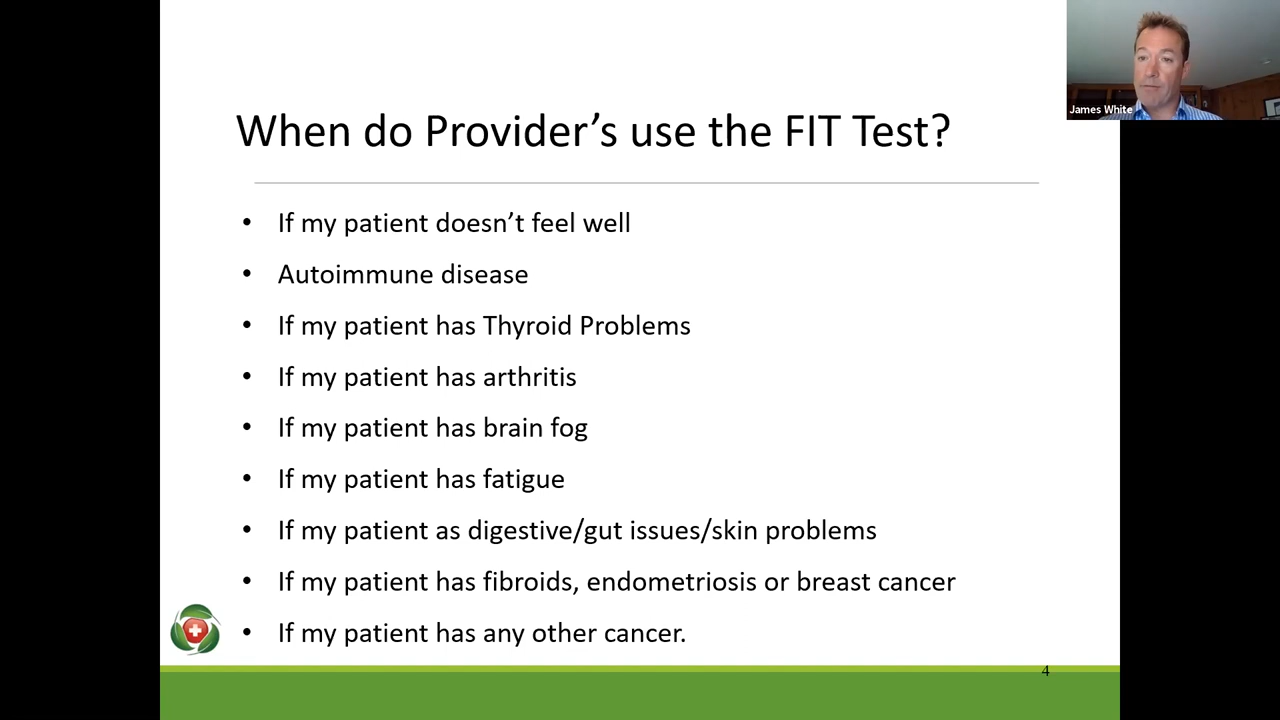 When do Provider’s use the FIT Test?
James White
• If my patient doesn’t feel well
• Autoimmune disease
• If my patient has Thyroid Problems
• If my patient has arthritis
• If my patient has brain fog
• If my patient has fatigue
• If my patient as digestive/gut issues/skin problems
• If my patient has fibroids, endometriosis or breast cancer
• If my patient has any other cancer.
4